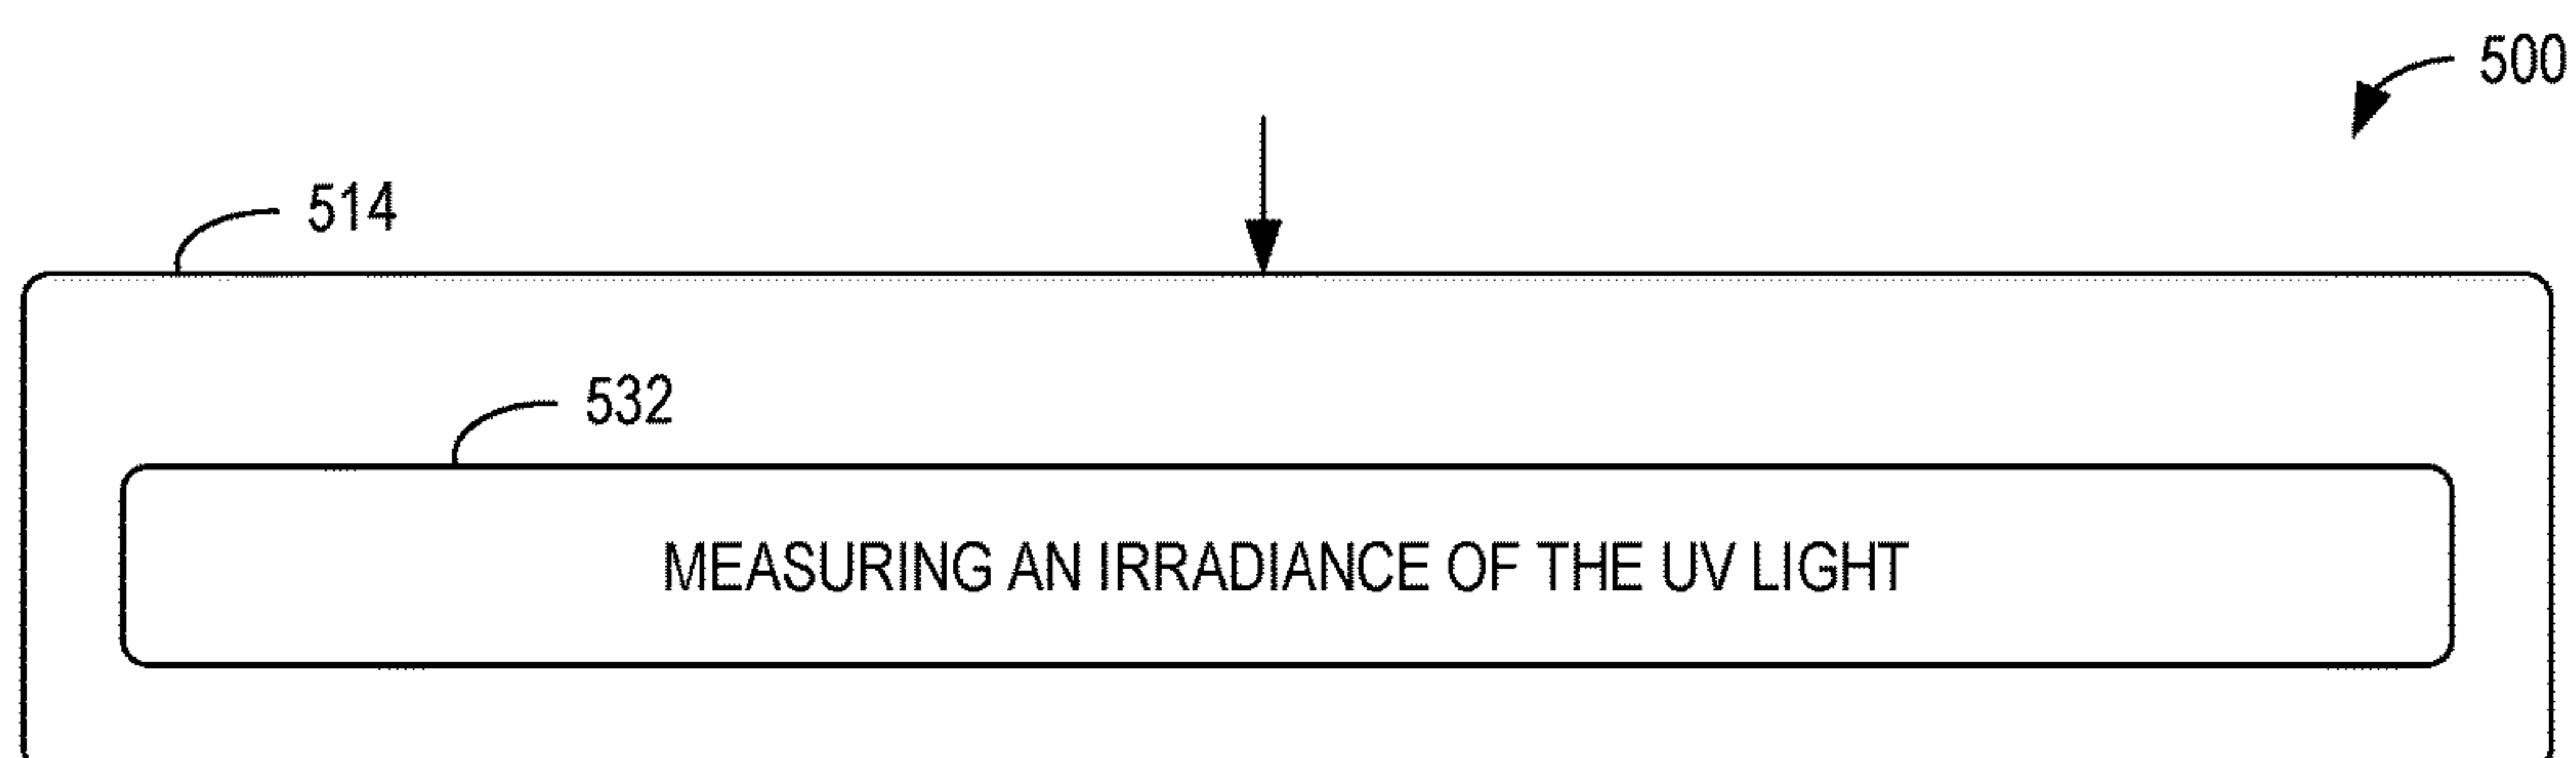 500
514
532
MEASURING AN IRRADIANCE OF THE UV LIGHT